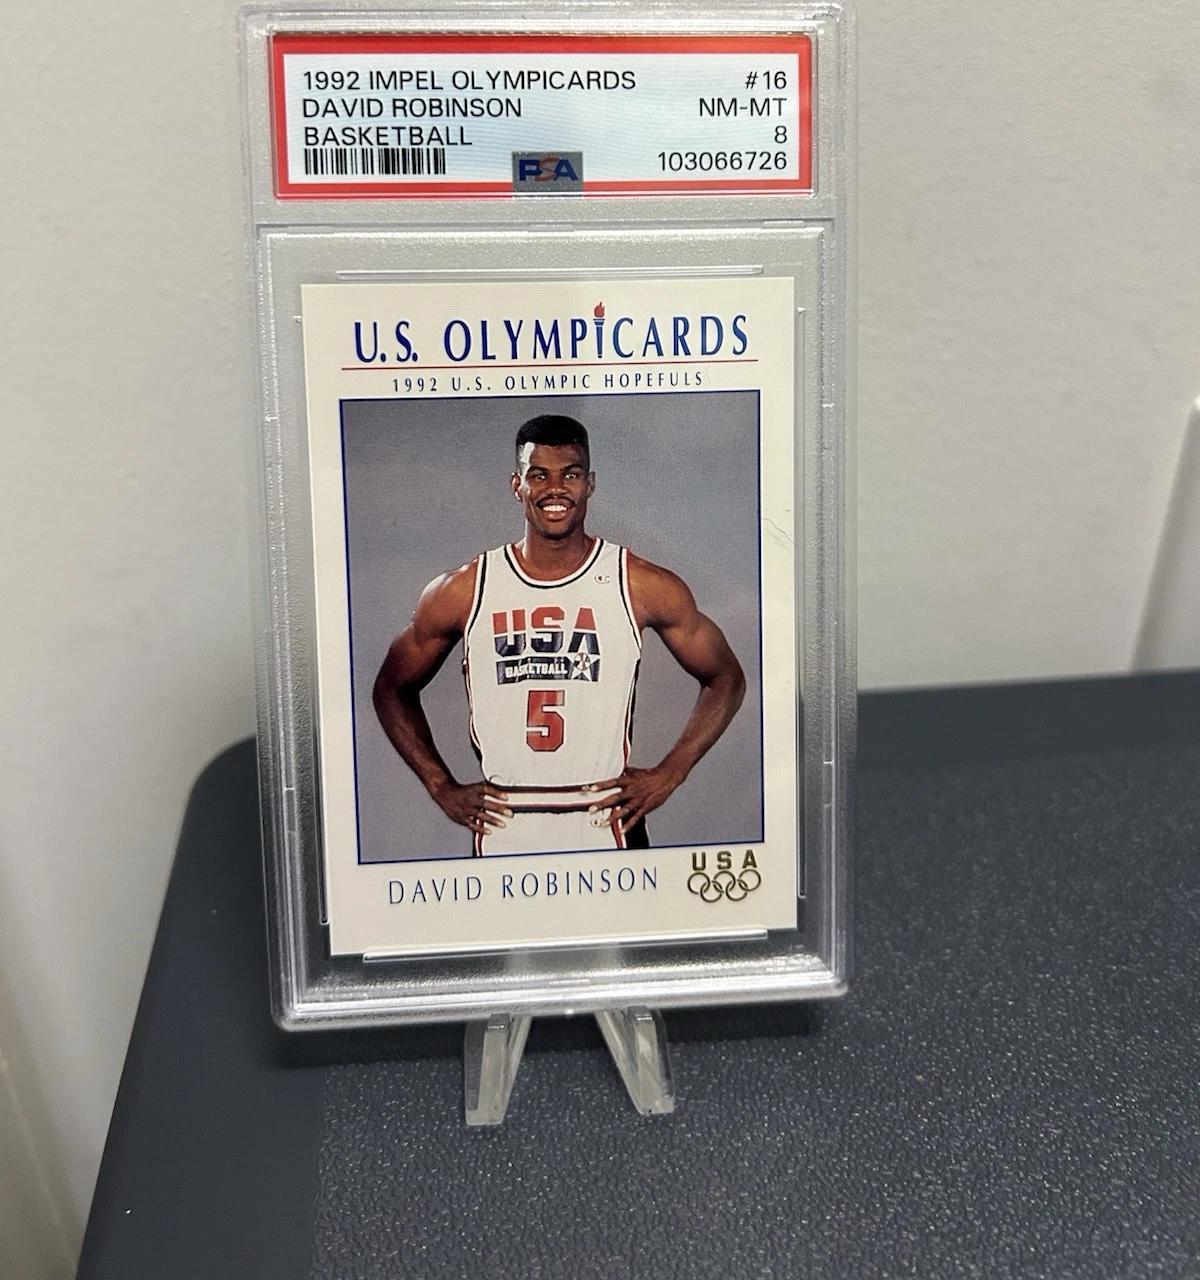 1992 IMPEL OLYMPICARDS #16
DAVID ROBINSON NM-MT
BASKETBALL 8
PSA 103066726
U.S. OLYMPICARDS
1992 U.S. OLYMPIC HOPEFULS
USA
BASKETBALL
5
DAVID ROBINSON
USA